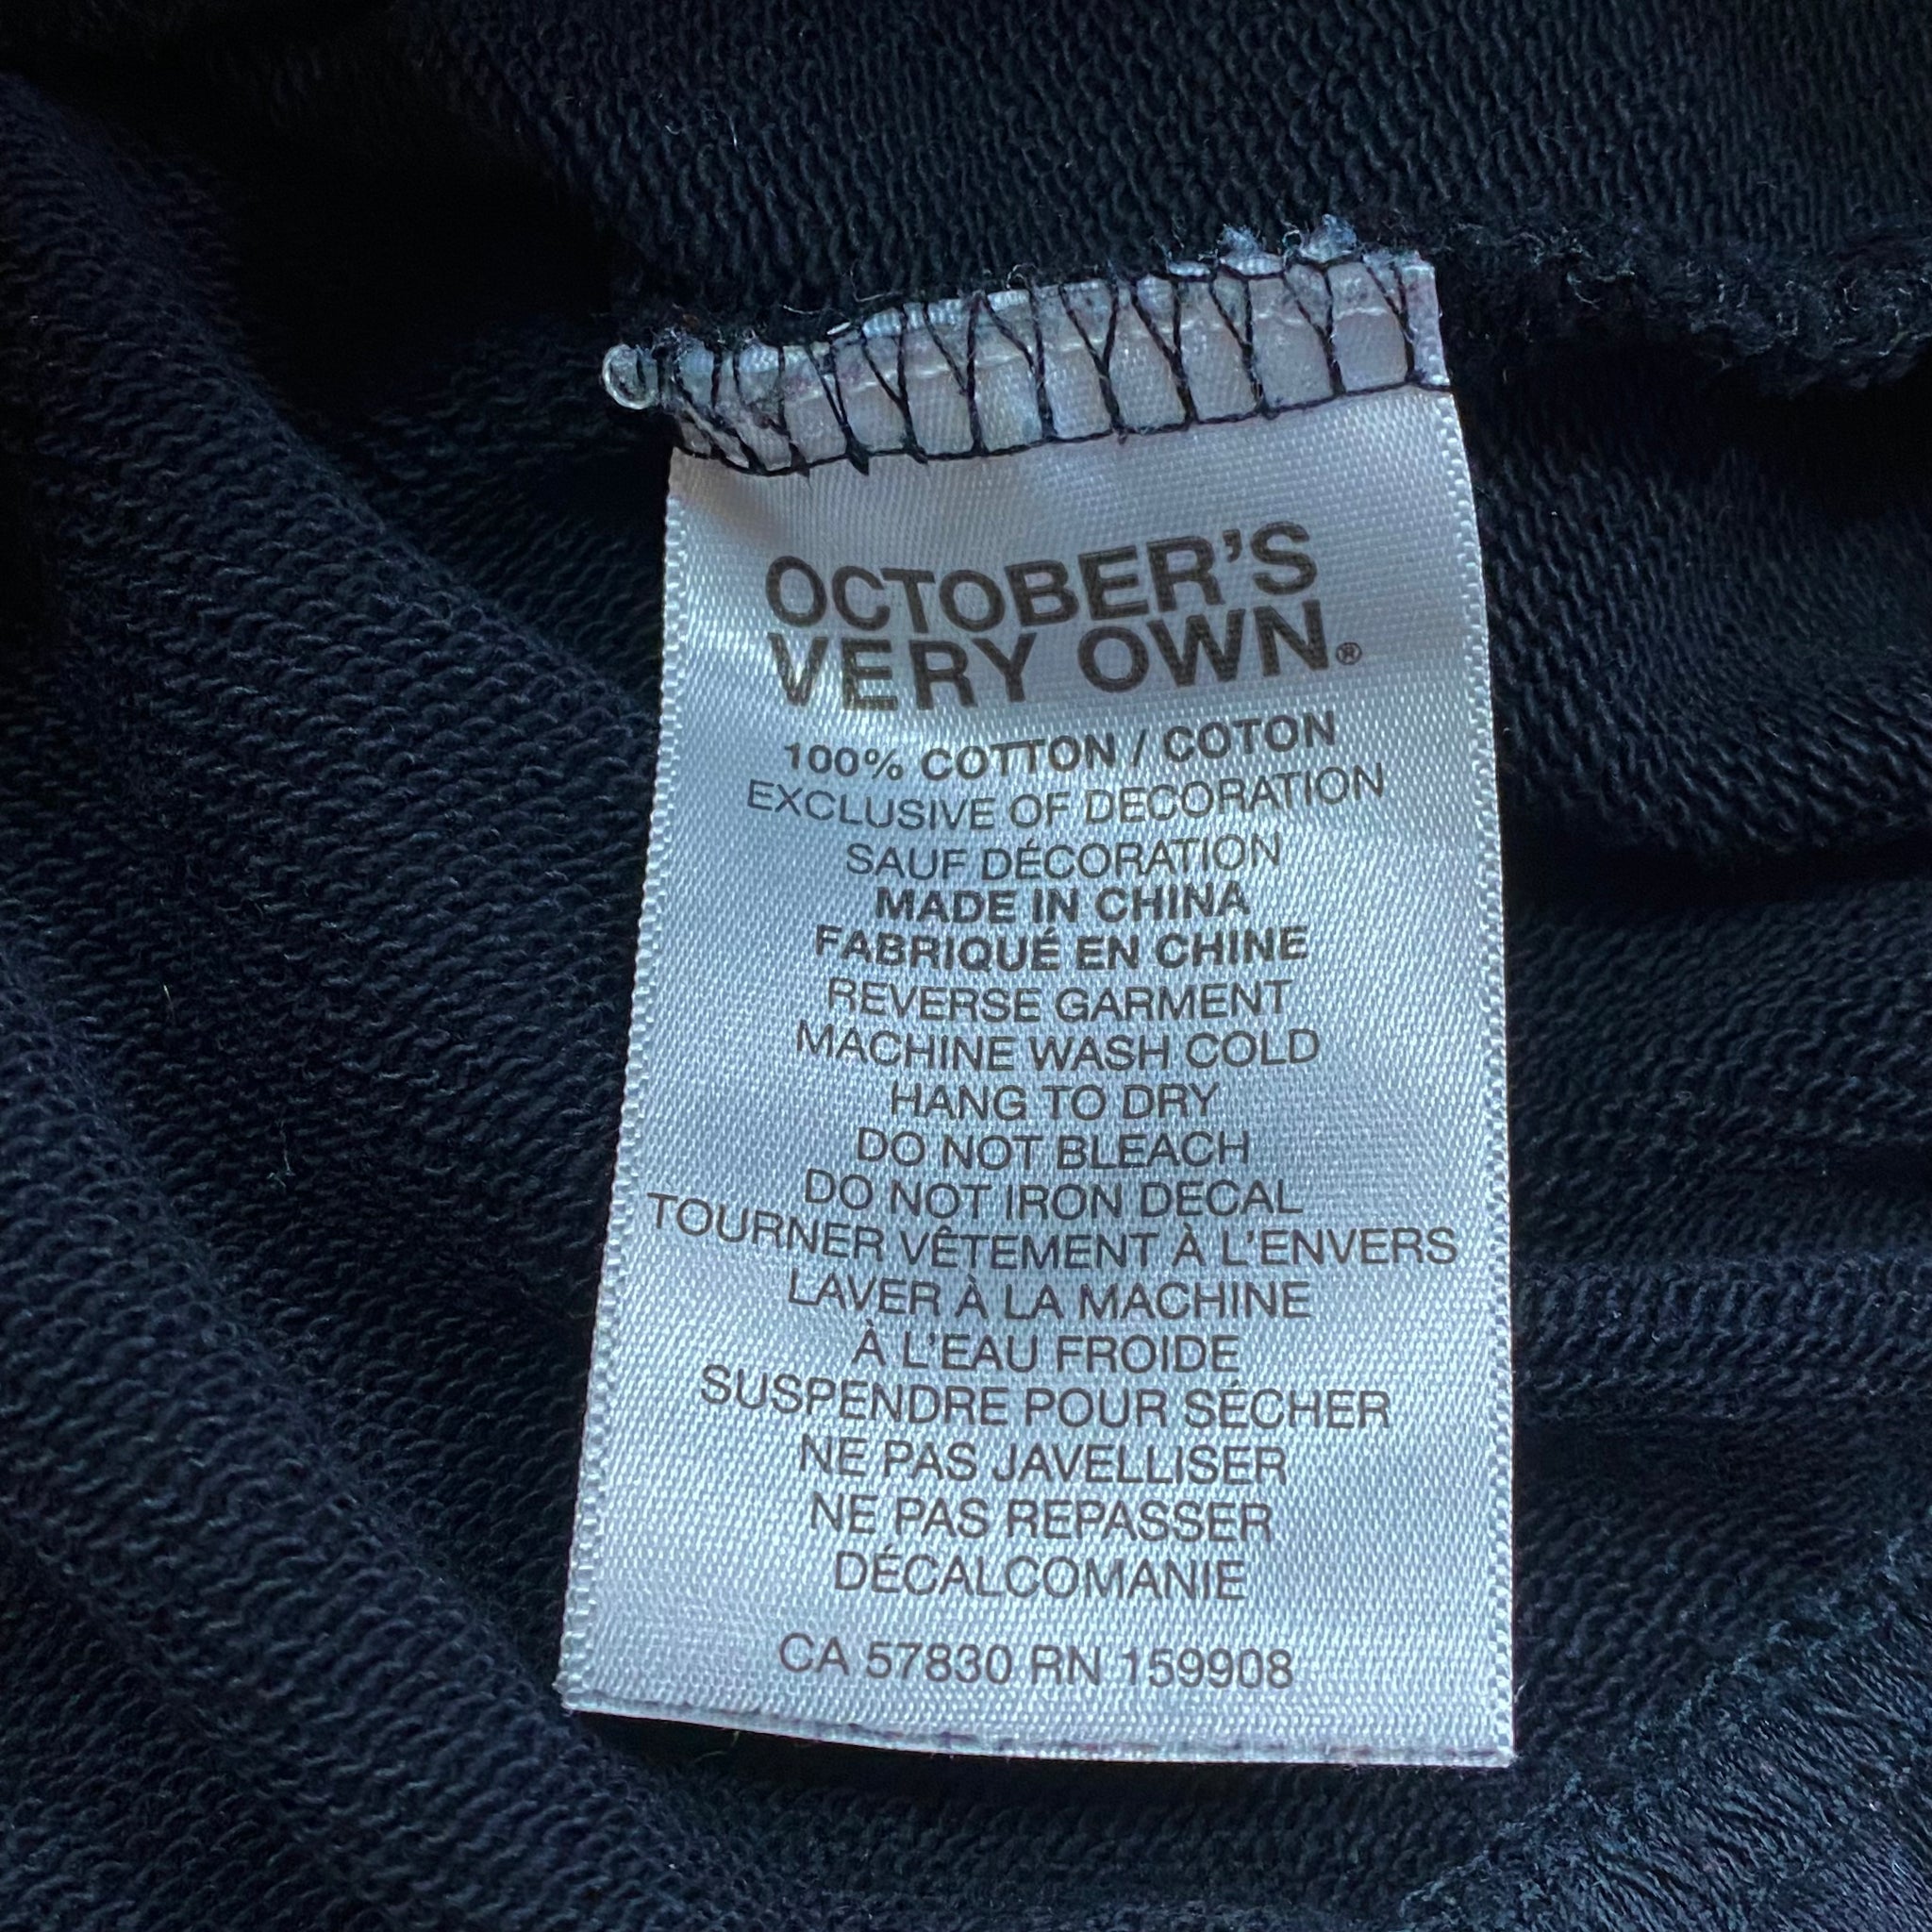 OCTOBER'S
VERY OWN®
100% COTTON / COTON
EXCLUSIVE OF DECORATION
SAUF DÉCORATION
MADE IN CHINA
FABRIQUÉ EN CHINE
REVERSE GARMENT
MACHINE WASH COLD
HANG TO DRY
DO NOT BLEACH
DO NOT IRON DECAL
TOURNER VÊTEMENT À L'ENVERS
LAVER À LA MACHINE
À L'EAU FROIDE
SUSPENDRE POUR SÉCHER
NE PAS JAVELLISER
NE PAS REPASSER
DÉCALCOMANIE
CA 57830 RN 159908